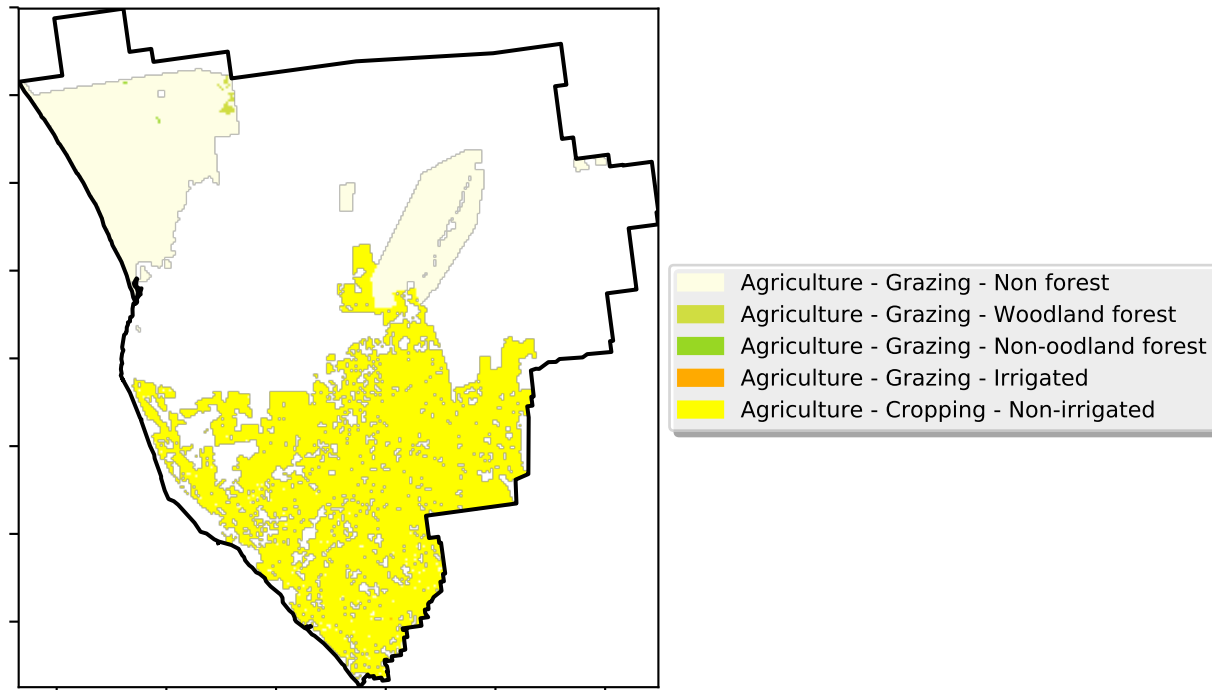 Agriculture - Grazing - Non forest
Agriculture - Grazing - Woodland forest
Agriculture - Grazing - Non-oodland forest
Agriculture - Grazing - Irrigated
Agriculture - Cropping - Non-irrigated